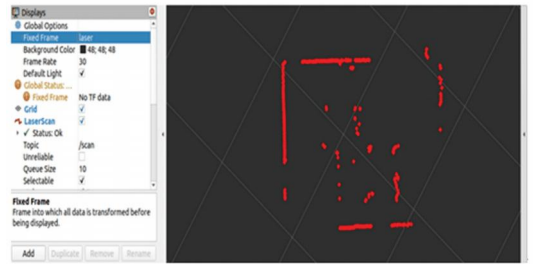 Displays
Global Options
Fixed Frame laser
Background Color 48; 48; 48
Frame Rate 30
Default Light ✓
Global Status: ...
Fixed Frame No TF data
Grid ✓
LaserScan ✓
✓ Status: Ok
Topic /scan
Unreliable
Queue Size 10
Selectable ✓
Fixed Frame
Frame into which all data is transformed before
being displayed.
Add Duplicate Remove Rename